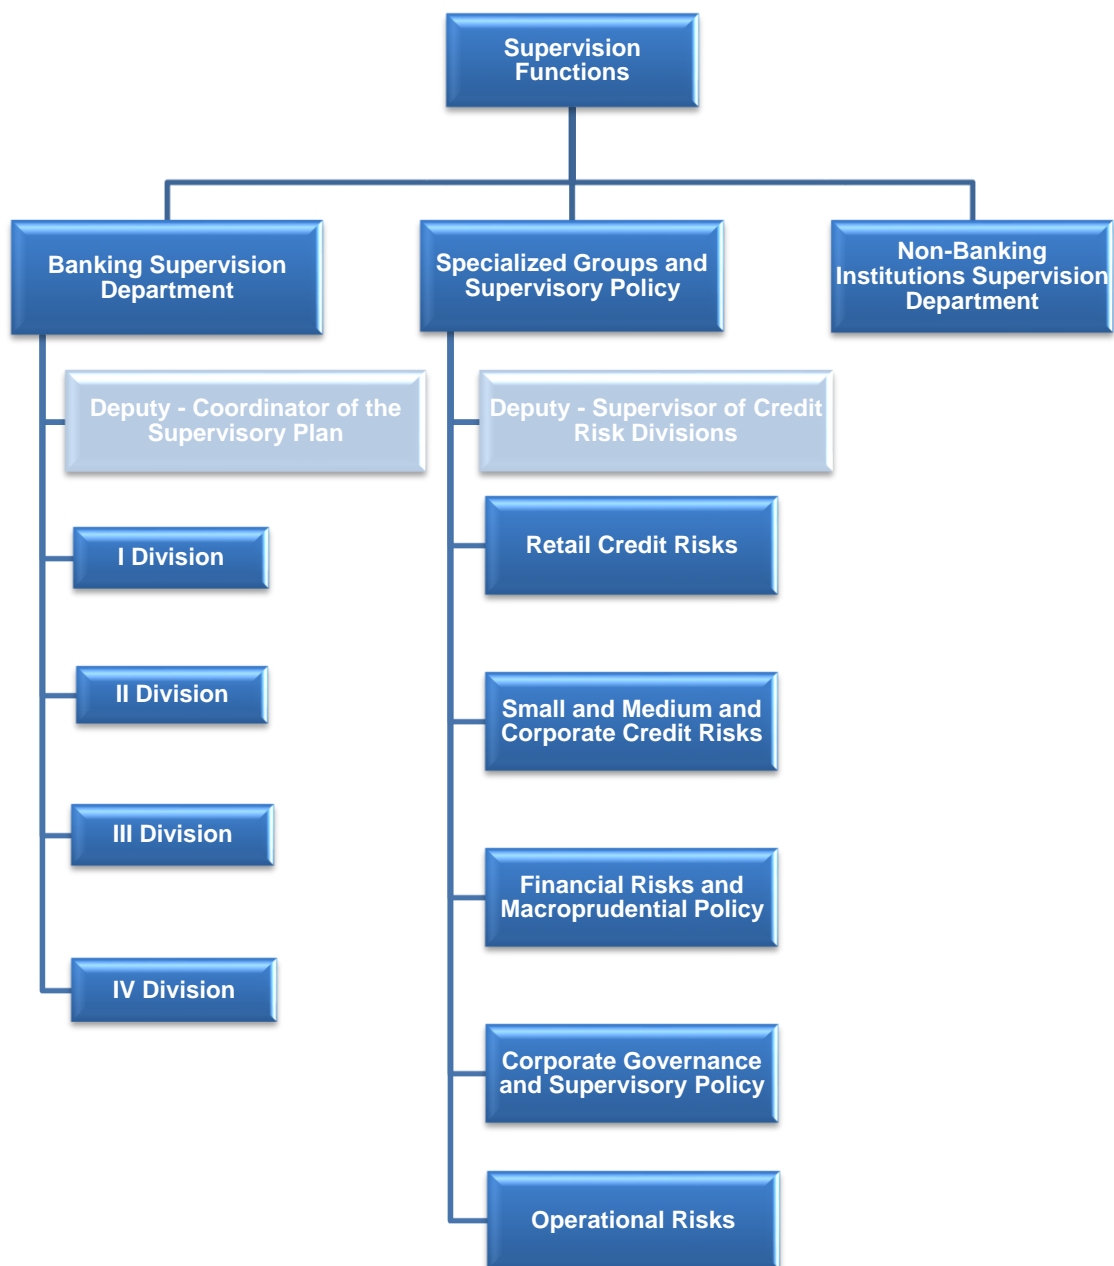 Supervision
Functions
Banking Supervision
Department
Specialized Groups and
Supervisory Policy
Non-Banking
Institutions Supervision
Department
Deputy - Coordinator of the
Supervisory Plan
Deputy - Supervisor of Credit
Risk Divisions
I Division
Retail Credit Risks
II Division
Small and Medium and
Corporate Credit Risks
III Division
Financial Risks and
Macroprudential Policy
IV Division
Corporate Governance
and Supervisory Policy
Operational Risks